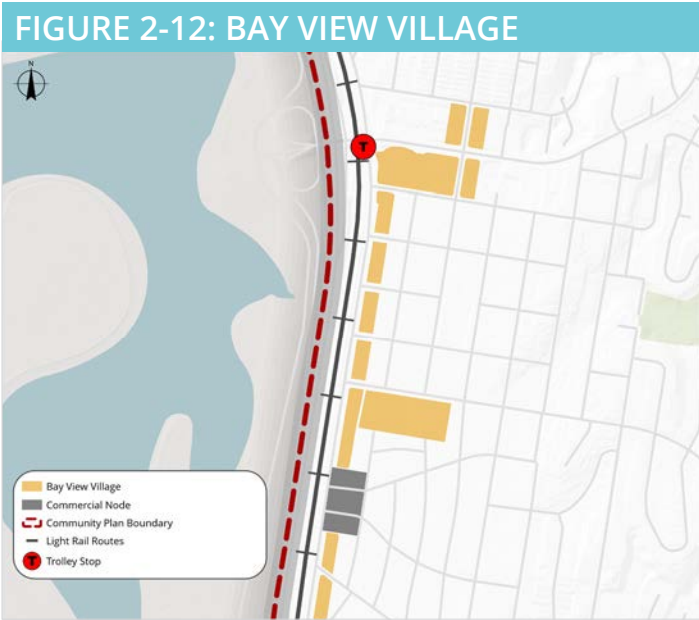 FIGURE 2-12: BAY VIEW VILLAGE
N
T
Bay View Village
Commercial Node
Community Plan Boundary
Light Rail Routes
T
Trolley Stop